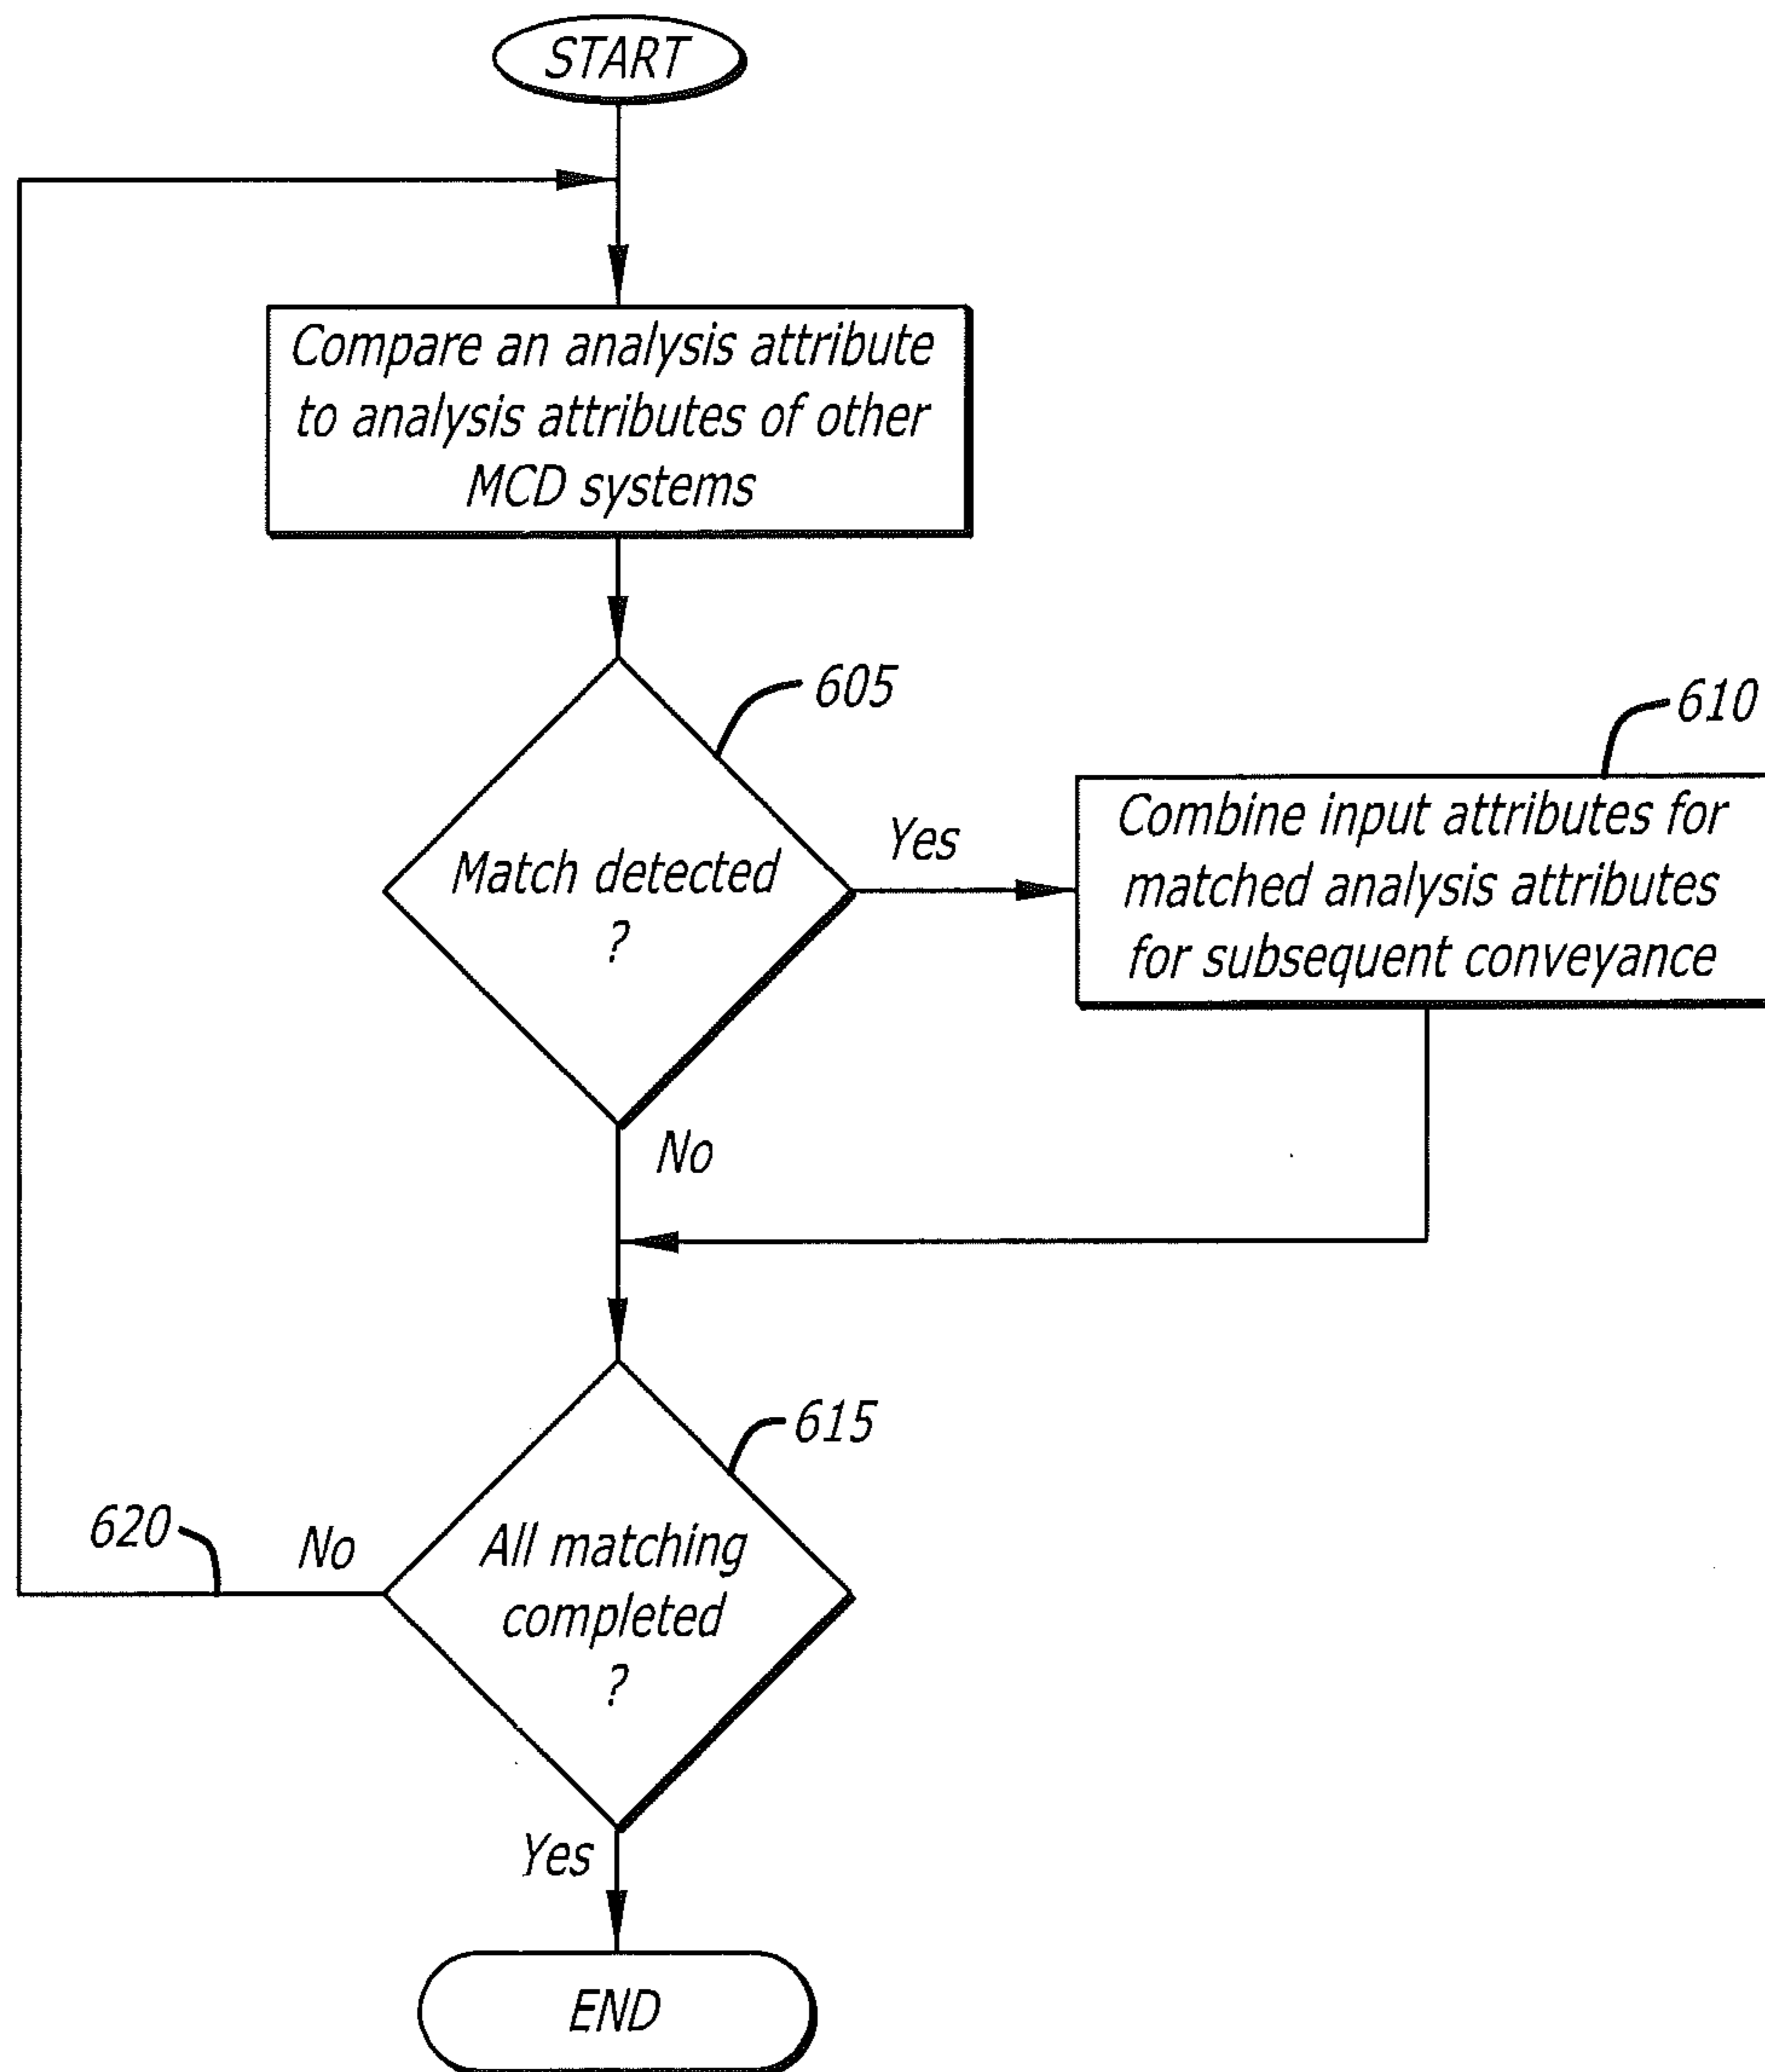 START
Compare an analysis attribute
to analysis attributes of other
MCD systems
605
610
Match detected
?
Yes
Combine input attributes for
matched analysis attributes
for subsequent conveyance
No
615
620
No
All matching
completed
?
Yes
END